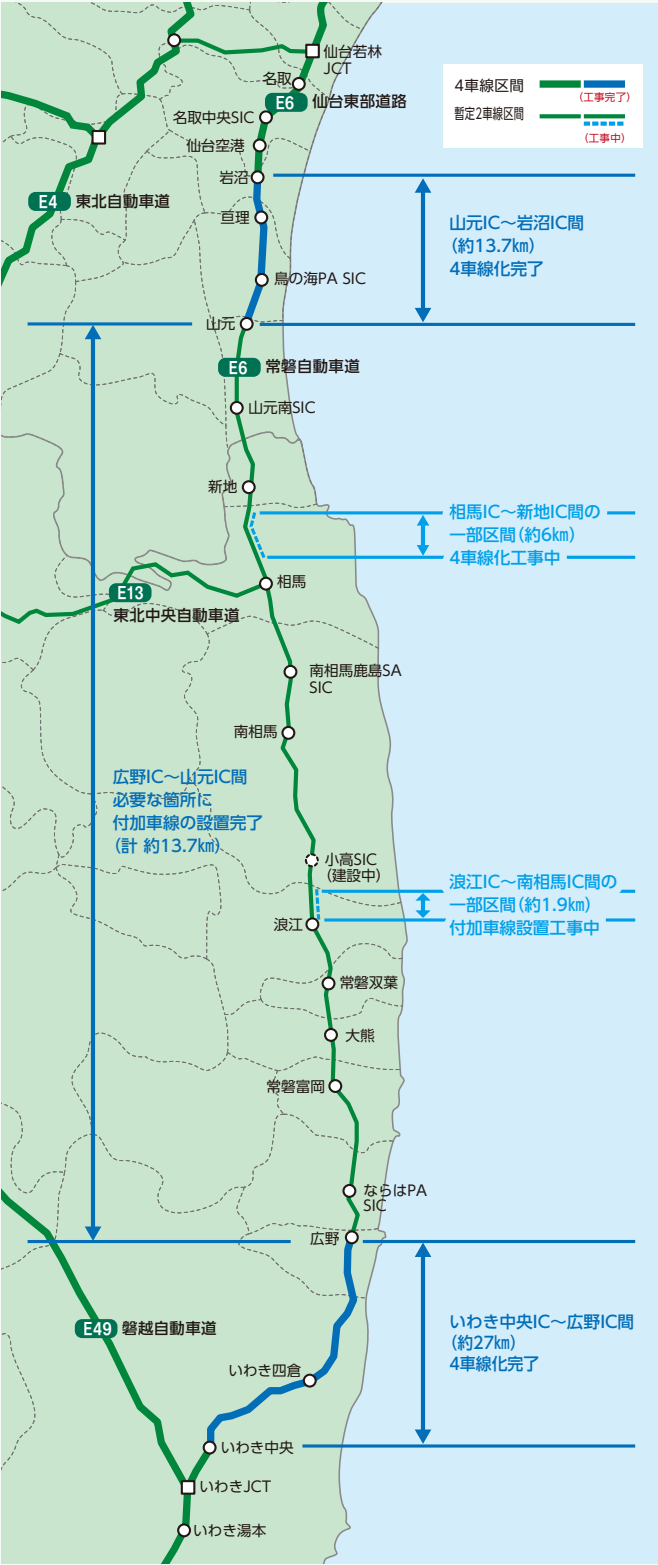 仙台若林
JCT
名取
E6 仙台東部道路
名取中央SIC
仙台空港
岩沼
4車線区間
(工事完了)
暫定2車線区間
(工事中)
E4 東北自動車道
亘理
鳥の海PA SIC
山元IC～岩沼IC間
(約13.7km)
4車線化完了
山元
E6 常磐自動車道
山元南SIC
新地
相馬IC～新地IC間の
一部区間(約6km)
4車線化工事中
相馬
E13
東北中央自動車道
南相馬鹿島SA
SIC
南相馬
広野IC～山元IC間
必要な箇所に
付加車線の設置完了
(計 約13.7km)
小高SIC
(建設中)
浪江IC～南相馬IC間の
一部区間(約1.9km)
付加車線設置工事中
浪江
常磐双葉
大熊
常磐富岡
ならはPA
SIC
広野
E49 磐越自動車道
いわき中央IC～広野IC間
(約27km)
4車線化完了
いわき四倉
いわき中央
いわきJCT
いわき湯本